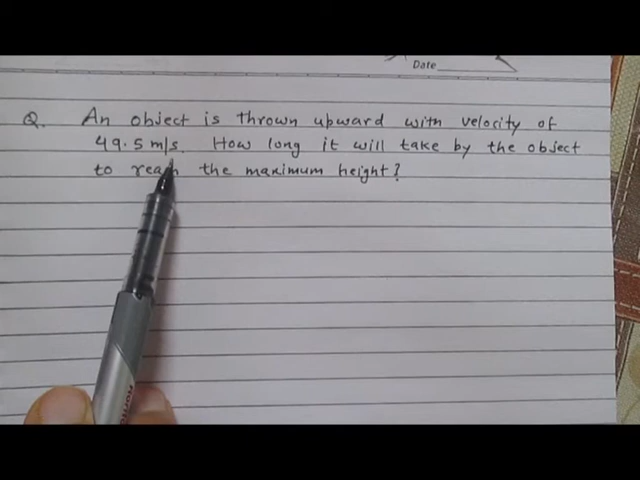 Date
Q. An object is thrown upward with velocity of
49.5 m/s. How long it will take by the object
to reach the maximum height?